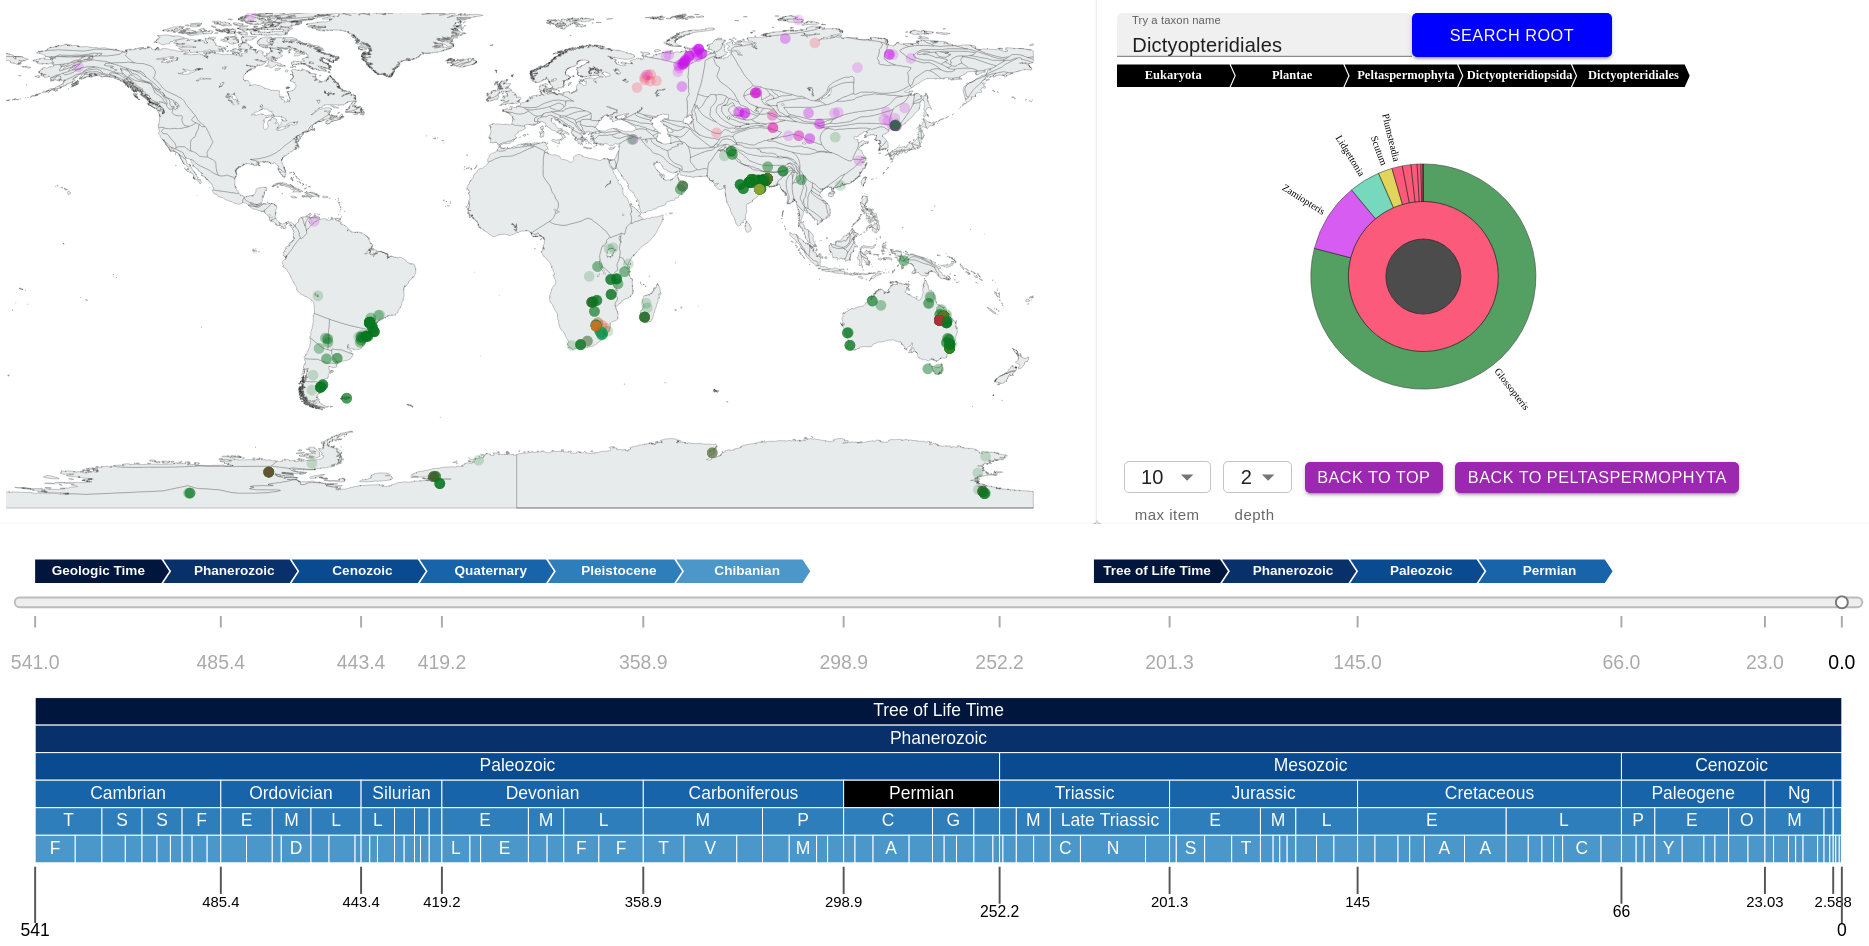 Try a taxon name
Dictyopteridiales
SEARCH ROOT
Eukaryota Plantae Peltaspermophyta Dictyopteridiopsida Dictyopteridiales
Plumsteadia
Scutum
Lidgettonia
Zamiopteris
Glossopteris
10 2 BACK TO TOP BACK TO PELTASPERMOPHYTA
max item depth
Geologic Time Phanerozoic Cenozoic Quaternary Pleistocene Chibanian
Tree of Life Time Phanerozoic Paleozoic Permian
541.0 485.4 443.4 419.2 358.9 298.9 252.2 201.3 145.0 66.0 23.0 0.0
Tree of Life Time
Phanerozoic
Paleozoic Mesozoic Cenozoic
Cambrian Ordovician Silurian Devonian Carboniferous Permian Triassic Jurassic Cretaceous Paleogene Ng
T S S F E M L L E M L M P C G M Late Triassic E M L E L P E O M
F D L E F F T V M A C N S T A A C Y
485.4 443.4 419.2 358.9 298.9 252.2 201.3 145 66 23.03 2.588
541 0